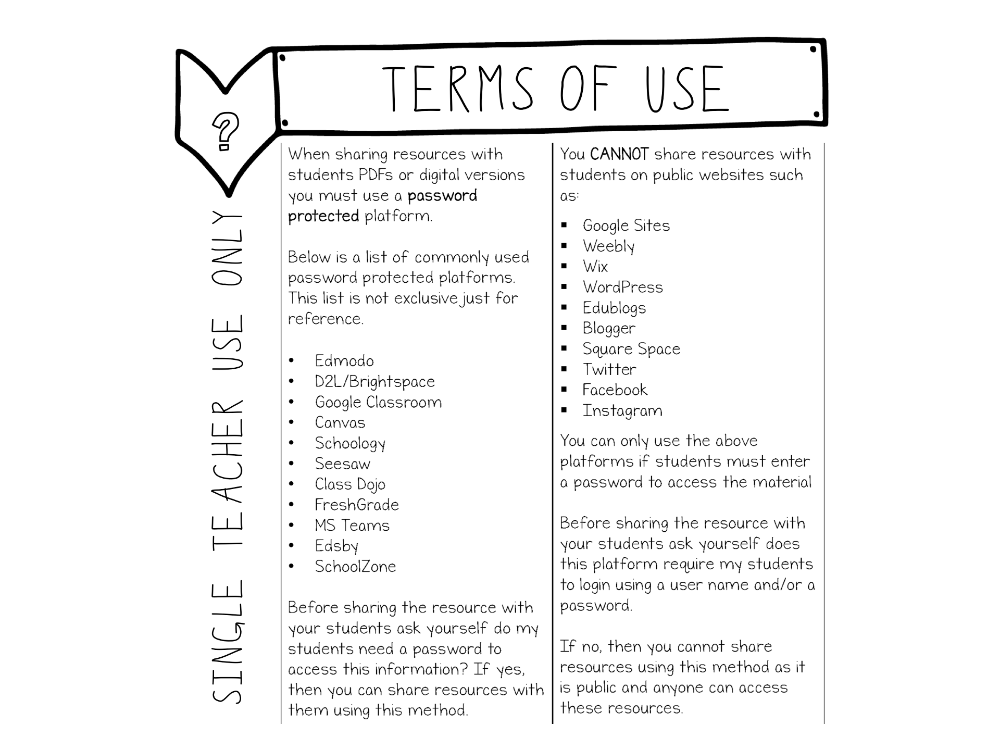 TERMS OF USE
?
SINGLE TEACHER USE ONLY
When sharing resources with
students PDFs or digital versions
you must use a password
protected platform.
Below is a list of commonly used
password protected platforms.
This list is not exclusive just for
reference.
• Edmodo
• D2L/Brightspace
• Google Classroom
• Canvas
• Schoology
• Seesaw
• Class Dojo
• FreshGrade
• MS Teams
• Edsby
• SchoolZone
Before sharing the resource with
your students ask yourself do my
students need a password to
access this information? If yes,
then you can share resources with
them using this method.
You CANNOT share resources with
students on public websites such
as:
▪ Google Sites
▪ Weebly
▪ Wix
▪ WordPress
▪ Edublogs
▪ Blogger
▪ Square Space
▪ Twitter
▪ Facebook
▪ Instagram
You can only use the above
platforms if students must enter
a password to access the material
Before sharing the resource with
your students ask yourself does
this platform require my students
to login using a user name and/or a
password.
If no, then you cannot share
resources using this method as it
is public and anyone can access
these resources.